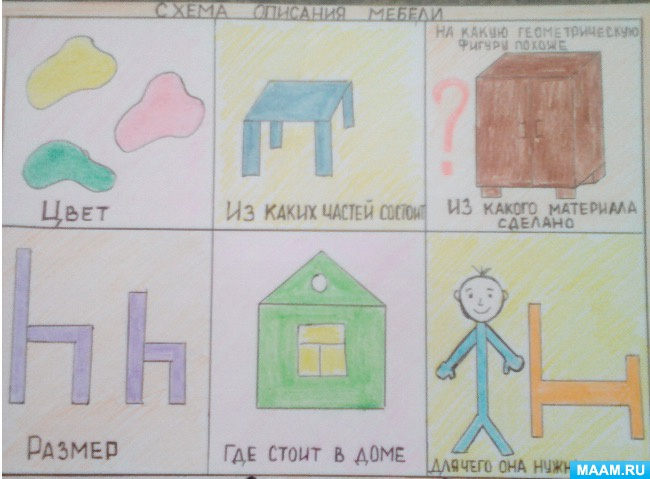 СХЕМА ОПИСАНИЯ МЕБЕЛИ
НА КАКУЮ ГЕОМЕТРИЧЕСКУЮ
ФИГУРУ ПОХОЖЕ
ЦВЕТ
ИЗ КАКИХ ЧАСТЕЙ СОСТОИТ
ИЗ КАКОГО МАТЕРИАЛА
СДЕЛАНО
РАЗМЕР
ГДЕ СТОИТ В ДОМЕ
ДЛЯ ЧЕГО ОНА
MAAM.RU